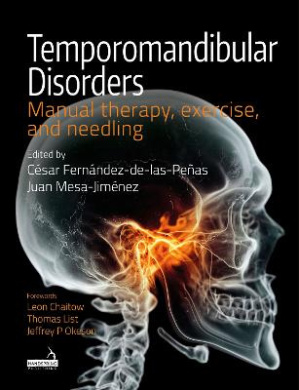 Temporomandibular
Disorders
Manual therapy, exercise,
and needling
Edited by
César Fernández-de-las-Peñas
Juan Mesa-Jiménez
Forewords
Leon Chaitow
Thomas List
Jeffrey P Okeson
HANDSPRING